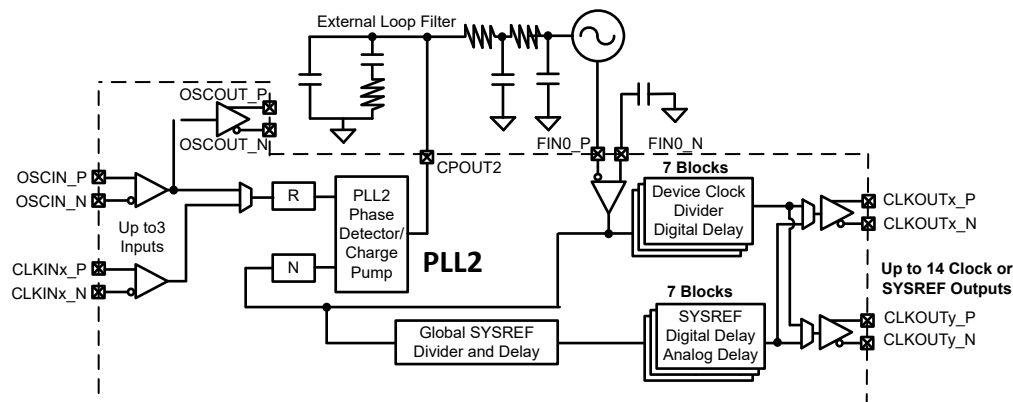 External Loop Filter
OSCOUT_P
OSCOUT_N
FIN0_P
FIN0_N
CPOUT2
7 Blocks
OSCIN_P
OSCIN_N
Up to3
Inputs
R
PLL2
Phase
Detector/
Charge
Pump
PLL2
Device Clock
Divider
Digital Delay
CLKOUTx_P
CLKOUTx_N
CLKINx_P
CLKINx_N
N
Up to 14 Clock or
SYSREF Outputs
7 Blocks
Global SYSREF
Divider and Delay
SYSREF
Digital Delay
Analog Delay
CLKOUTy_P
CLKOUTy_N